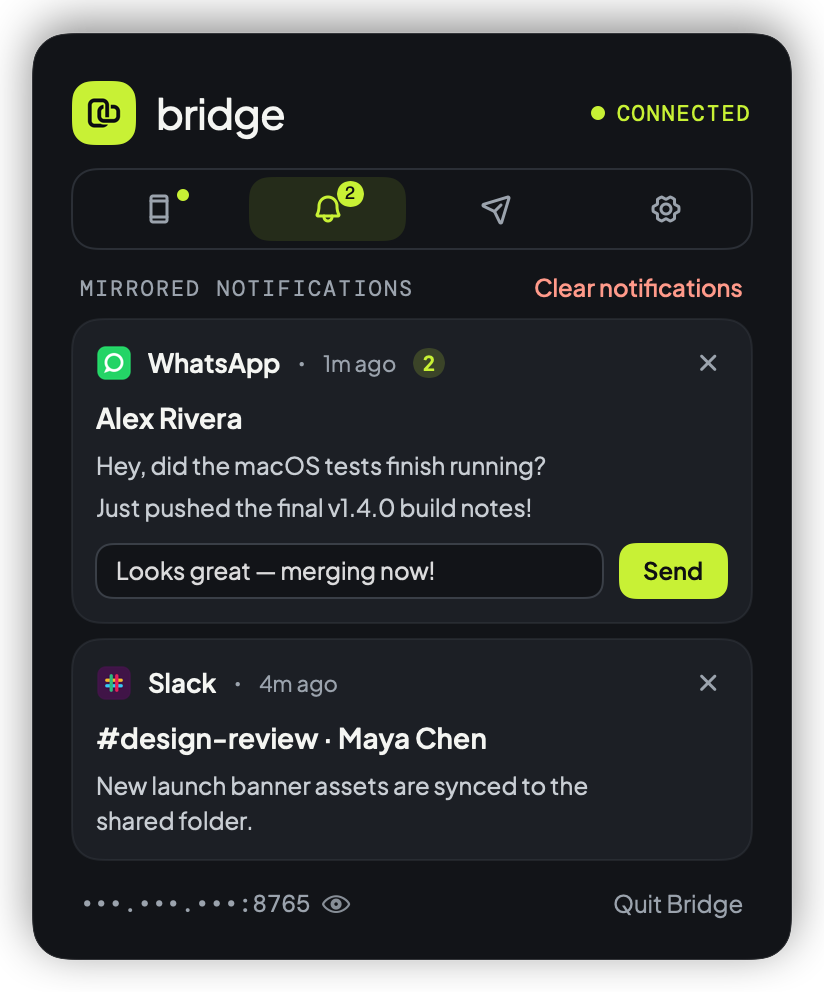 bridge
CONNECTED
2
MIRRORED NOTIFICATIONS
Clear notifications
WhatsApp · 1m ago 2
Alex Rivera
Hey, did the macOS tests finish running?
Just pushed the final v1.4.0 build notes!
Looks great — merging now!
Send
Slack · 4m ago
#design-review · Maya Chen
New launch banner assets are synced to the
shared folder.
•••.•••.•••:8765
Quit Bridge